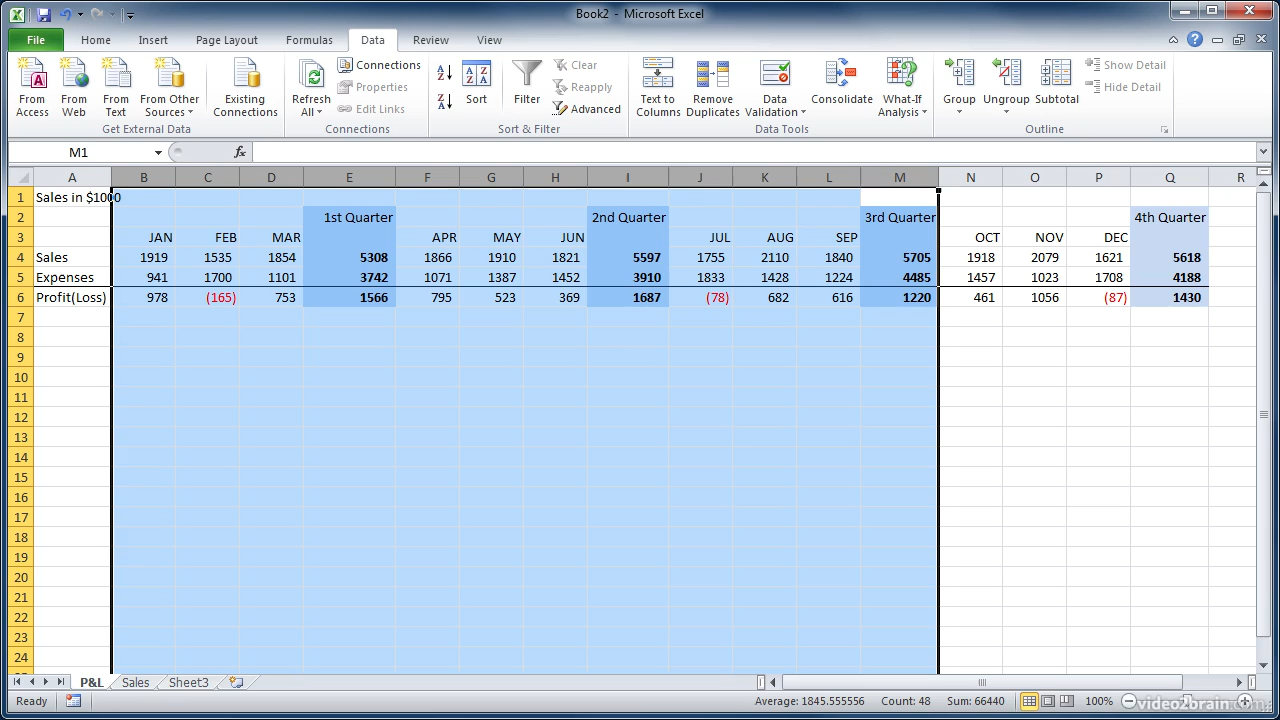 Book2 - Microsoft Excel
File Home Insert Page Layout Formulas Data Review View
From Access
From Web
From Text
From Other Sources
Existing Connections
Get External Data
Refresh All
Connections
Properties
Edit Links
Connections
Sort
Filter
Clear
Reapply
Advanced
Sort & Filter
Text to Columns
Remove Duplicates
Data Validation
Consolidate
What-If Analysis
Data Tools
Group
Ungroup
Subtotal
Show Detail
Hide Detail
Outline
M1 fx
A B C D E F G H I J K L M N O P Q R
1 Sales in $1000
2 1st Quarter 2nd Quarter 3rd Quarter 4th Quarter
3 JAN FEB MAR APR MAY JUN JUL AUG SEP OCT NOV DEC
4 Sales 1919 1535 1854 5308 1866 1910 1821 5597 1755 2110 1840 5705 1918 2079 1621 5618
5 Expenses 941 1700 1101 3742 1071 1387 1452 3910 1833 1428 1224 4485 1457 1023 1708 4188
6 Profit(Loss) 978 (165) 753 1566 795 523 369 1687 (78) 682 616 1220 461 1056 (87) 1430
7
8
9
10
11
12
13
14
15
16
17
18
19
20
21
22
23
24
P&L Sales Sheet3
Ready Average: 1845.555556 Count: 48 Sum: 66440 100%
video2brain.com